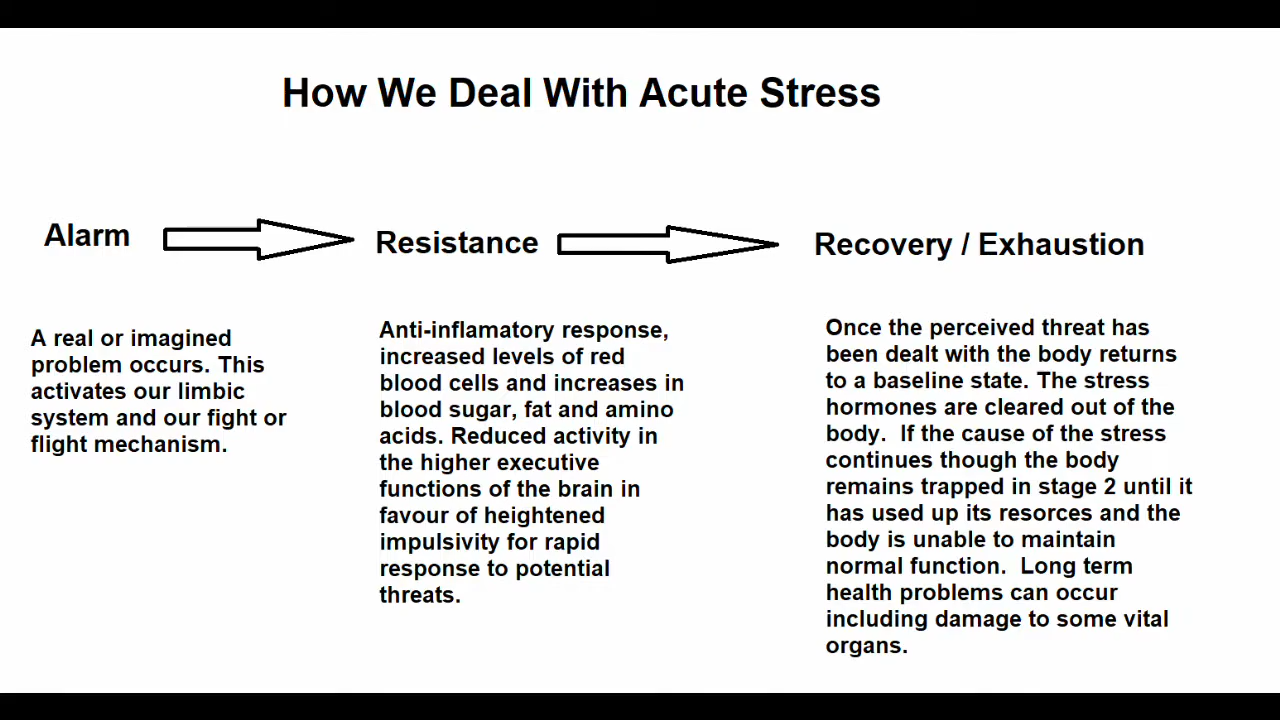 How We Deal With Acute Stress
Alarm
Resistance
Recovery / Exhaustion
A real or imagined
problem occurs. This
activates our limbic
system and our fight or
flight mechanism.
Anti-inflamatory response,
increased levels of red
blood cells and increases in
blood sugar, fat and amino
acids. Reduced activity in
the higher executive
functions of the brain in
favour of heightened
impulsivity for rapid
response to potential
threats.
Once the perceived threat has
been dealt with the body returns
to a baseline state. The stress
hormones are cleared out of the
body.  If the cause of the stress
continues though the body
remains trapped in stage 2 until it
has used up its resorces and the
body is unable to maintain
normal function.  Long term
health problems can occur
including damage to some vital
organs.